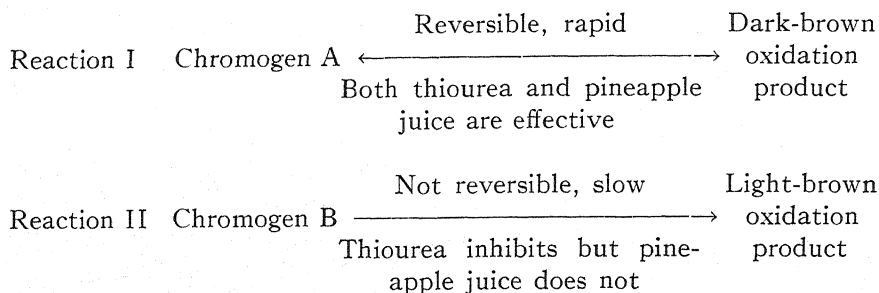 Reversible, rapid Dark-brown
Reaction I Chromogen A ←→ oxidation
Both thiourea and pineapple product
juice are effective
Not reversible, slow Light-brown
Reaction II Chromogen B → oxidation
Thiourea inhibits but pine- product
apple juice does not